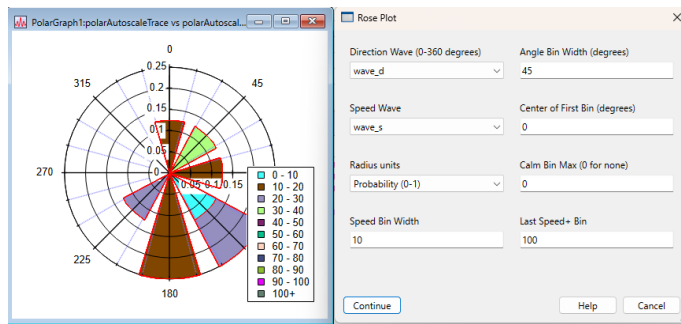 PolarGraph1:polarAutoscaleTrace vs polarAutoscal...
0
45
315
270
225
180
0.25
0.2
0.15
0.1
0.05
0
0.05
0.1
0.15
0 - 10
10 - 20
20 - 30
30 - 40
40 - 50
50 - 60
60 - 70
70 - 80
80 - 90
90 - 100
100+
Rose Plot
Direction Wave (0-360 degrees)
wave_d
Angle Bin Width (degrees)
45
Speed Wave
wave_s
Center of First Bin (degrees)
0
Radius units
Probability (0-1)
Calm Bin Max (0 for none)
0
Speed Bin Width
10
Last Speed+ Bin
100
Continue
Help
Cancel